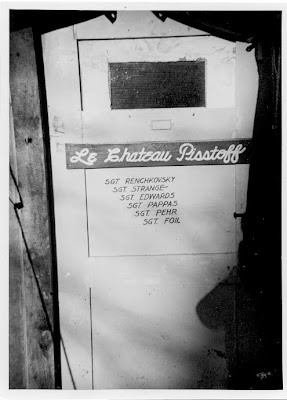 Le Chateau Pisstoff
SGT RENCHKOVSKY
SGT STRANGE
SGT. EDWARDS
SGT. PAPPAS
SGT. PEHR
SGT. FOIL